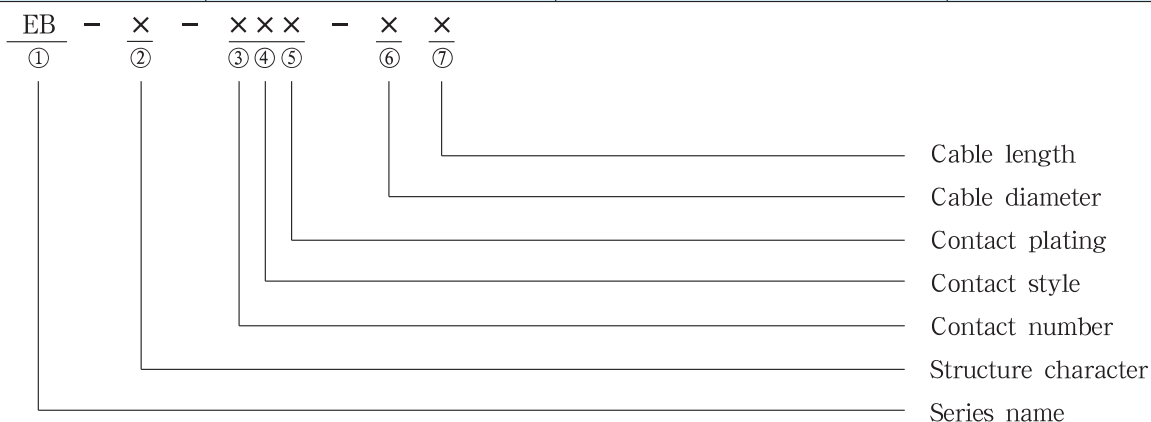 EB - × - ××× - × ×
① ② ③④⑤ ⑥ ⑦
Cable length
Cable diameter
Contact plating
Contact style
Contact number
Structure character
Series name